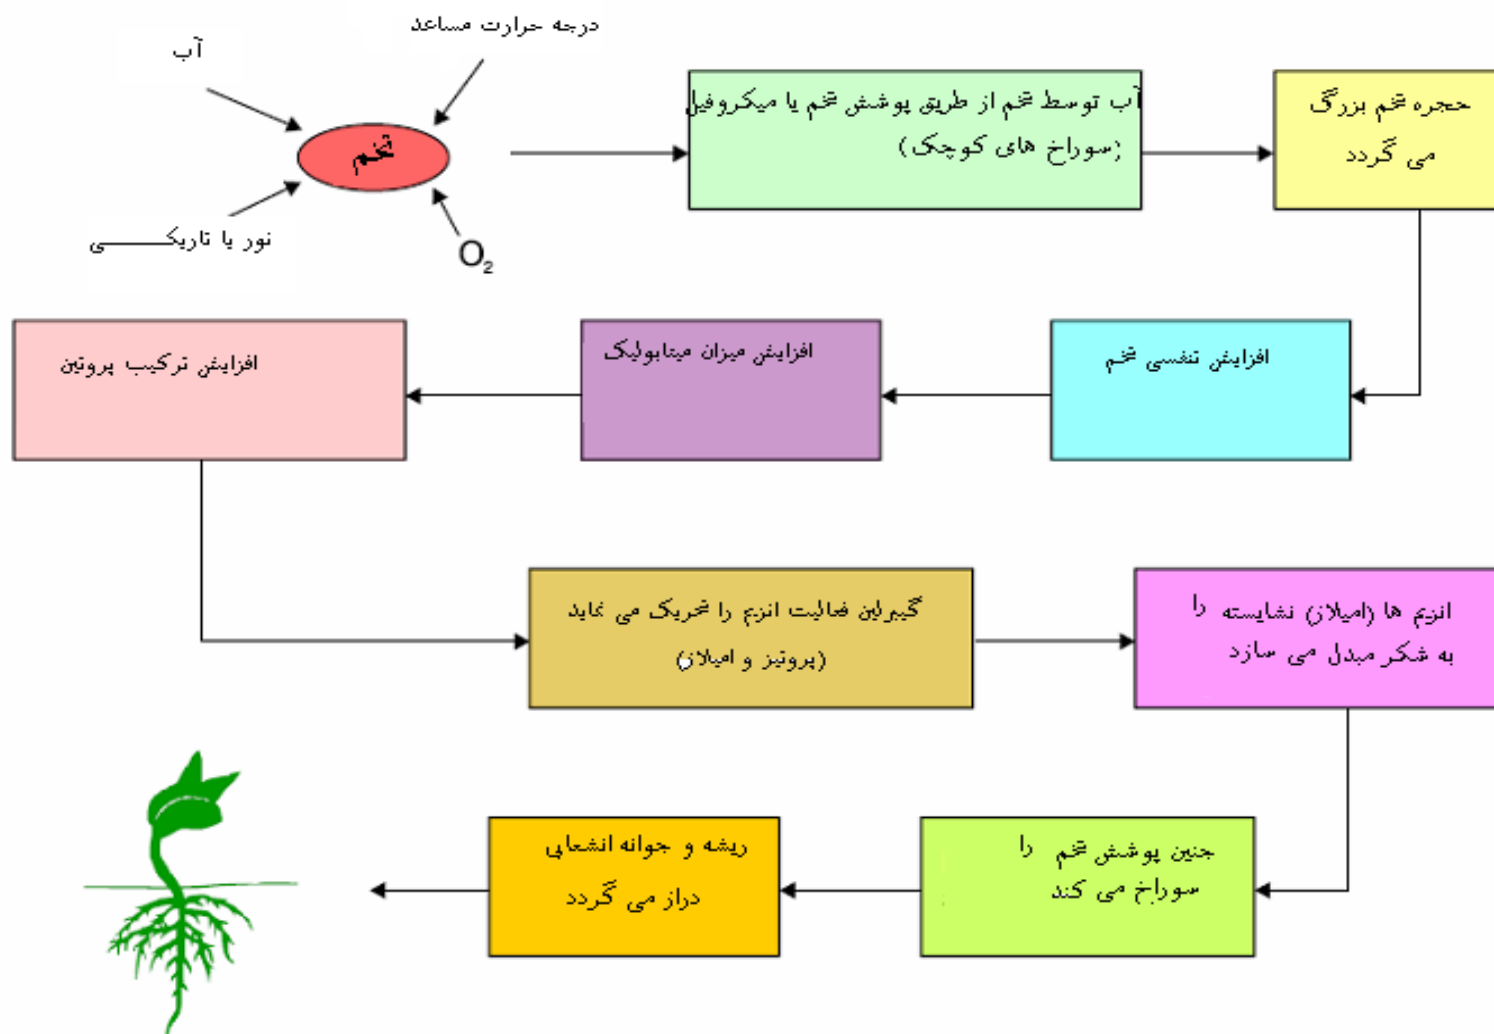 درجه حرارت مساعد
آب
تخم
نور یا تاریکــــــی
O₂
آب توسط تخم از طریق پوشش تخم یا میکروفیل
(سوراخ های کوچک)
حجره تخم بزرگ
می گردد
افزایش تنفسی تخم
افزایش میزان میتابولیک
افزایش ترکیب پروتین
گیبرلین فعالیت انزیم را تحریک می نماید
(پروتیز و امیلاز)
انزیم ها (امیلاز) نشایسته را
به شکر مبدل می سازد
جنین پوشش تخم را
سوراخ می کند
ریشه و جوانه انشعابی
دراز می گردد